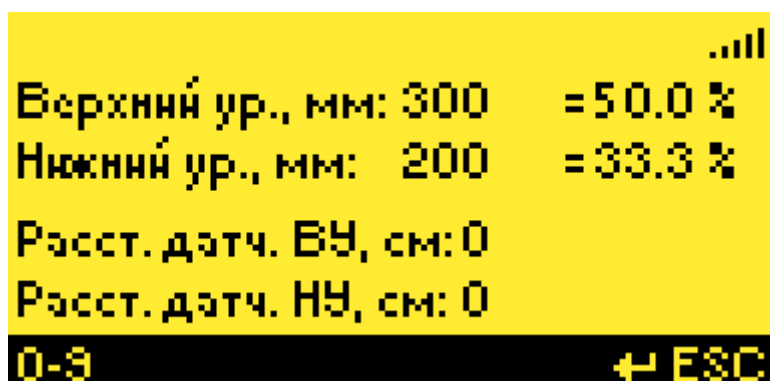 Верхний ур., мм: 300 =50.0 %
Нижний ур., мм: 200 =33.3 %
Расст. датч. ВУ, см: 0
Расст. датч. НУ, см: 0
0-9 ↵ ESC